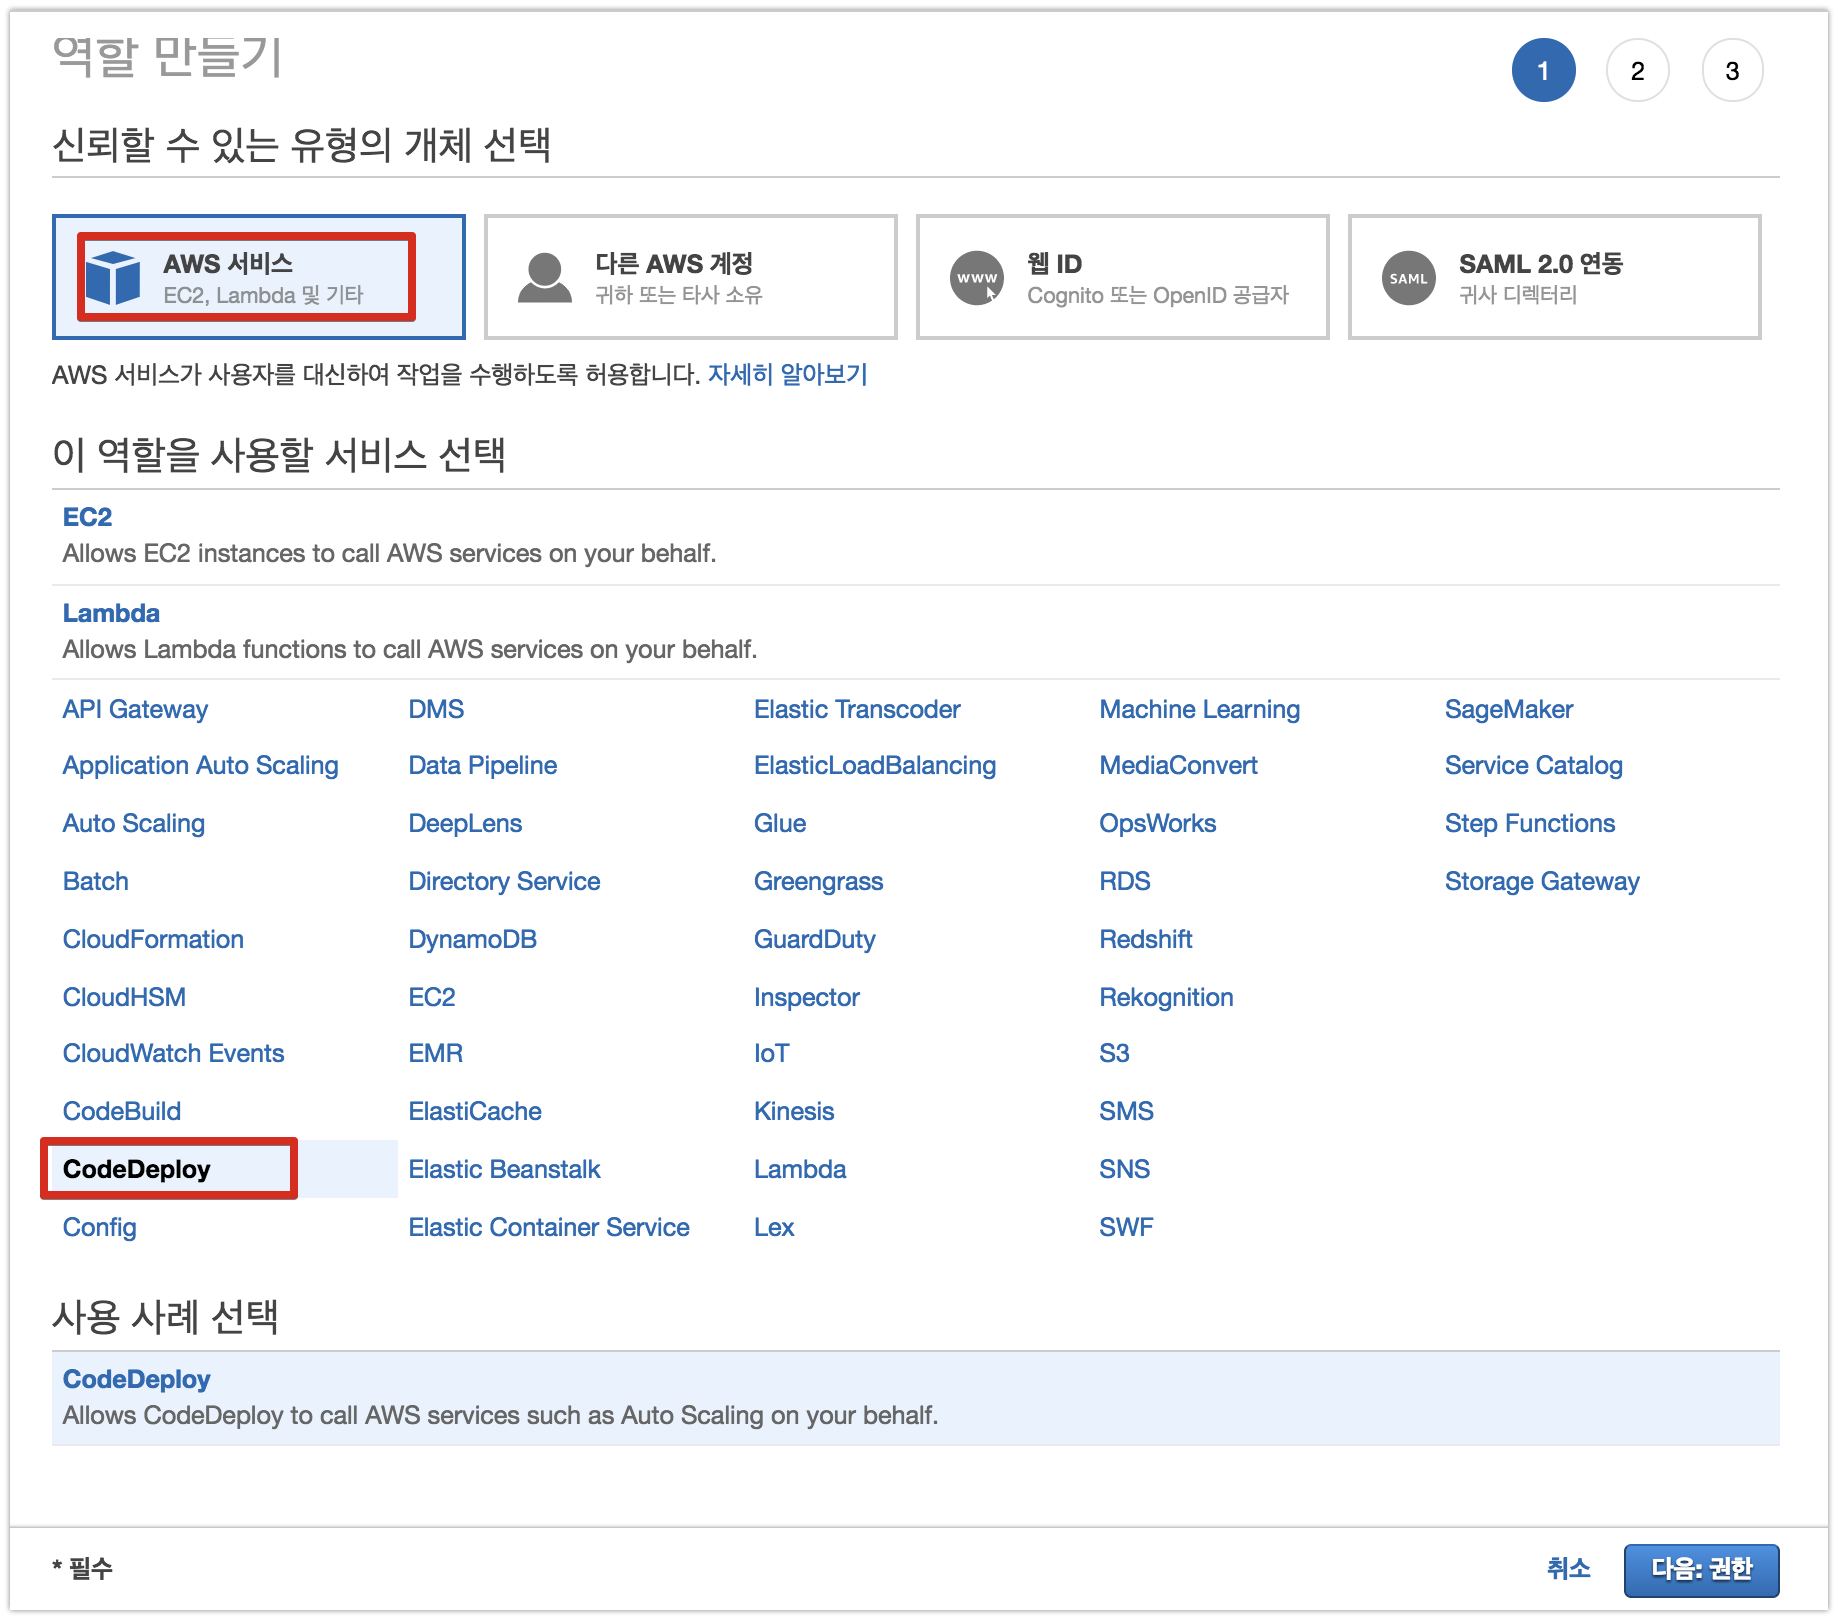 역할 만들기
1 2 3
신뢰할 수 있는 유형의 개체 선택
AWS 서비스
EC2, Lambda 및 기타
다른 AWS 계정
귀하 또는 타사 소유
WWW
웹 ID
Cognito 또는 OpenID 공급자
SAML
SAML 2.0 연동
귀사 디렉터리
AWS 서비스가 사용자를 대신하여 작업을 수행하도록 허용합니다. 자세히 알아보기
이 역할을 사용할 서비스 선택
EC2
Allows EC2 instances to call AWS services on your behalf.
Lambda
Allows Lambda functions to call AWS services on your behalf.
API Gateway DMS Elastic Transcoder Machine Learning SageMaker
Application Auto Scaling Data Pipeline ElasticLoadBalancing MediaConvert Service Catalog
Auto Scaling DeepLens Glue OpsWorks Step Functions
Batch Directory Service Greengrass RDS Storage Gateway
CloudFormation DynamoDB GuardDuty Redshift
CloudHSM EC2 Inspector Rekognition
CloudWatch Events EMR IoT S3
CodeBuild ElastiCache Kinesis SMS
CodeDeploy Elastic Beanstalk Lambda SNS
Config Elastic Container Service Lex SWF
사용 사례 선택
CodeDeploy
Allows CodeDeploy to call AWS services such as Auto Scaling on your behalf.
* 필수 취소 다음: 권한